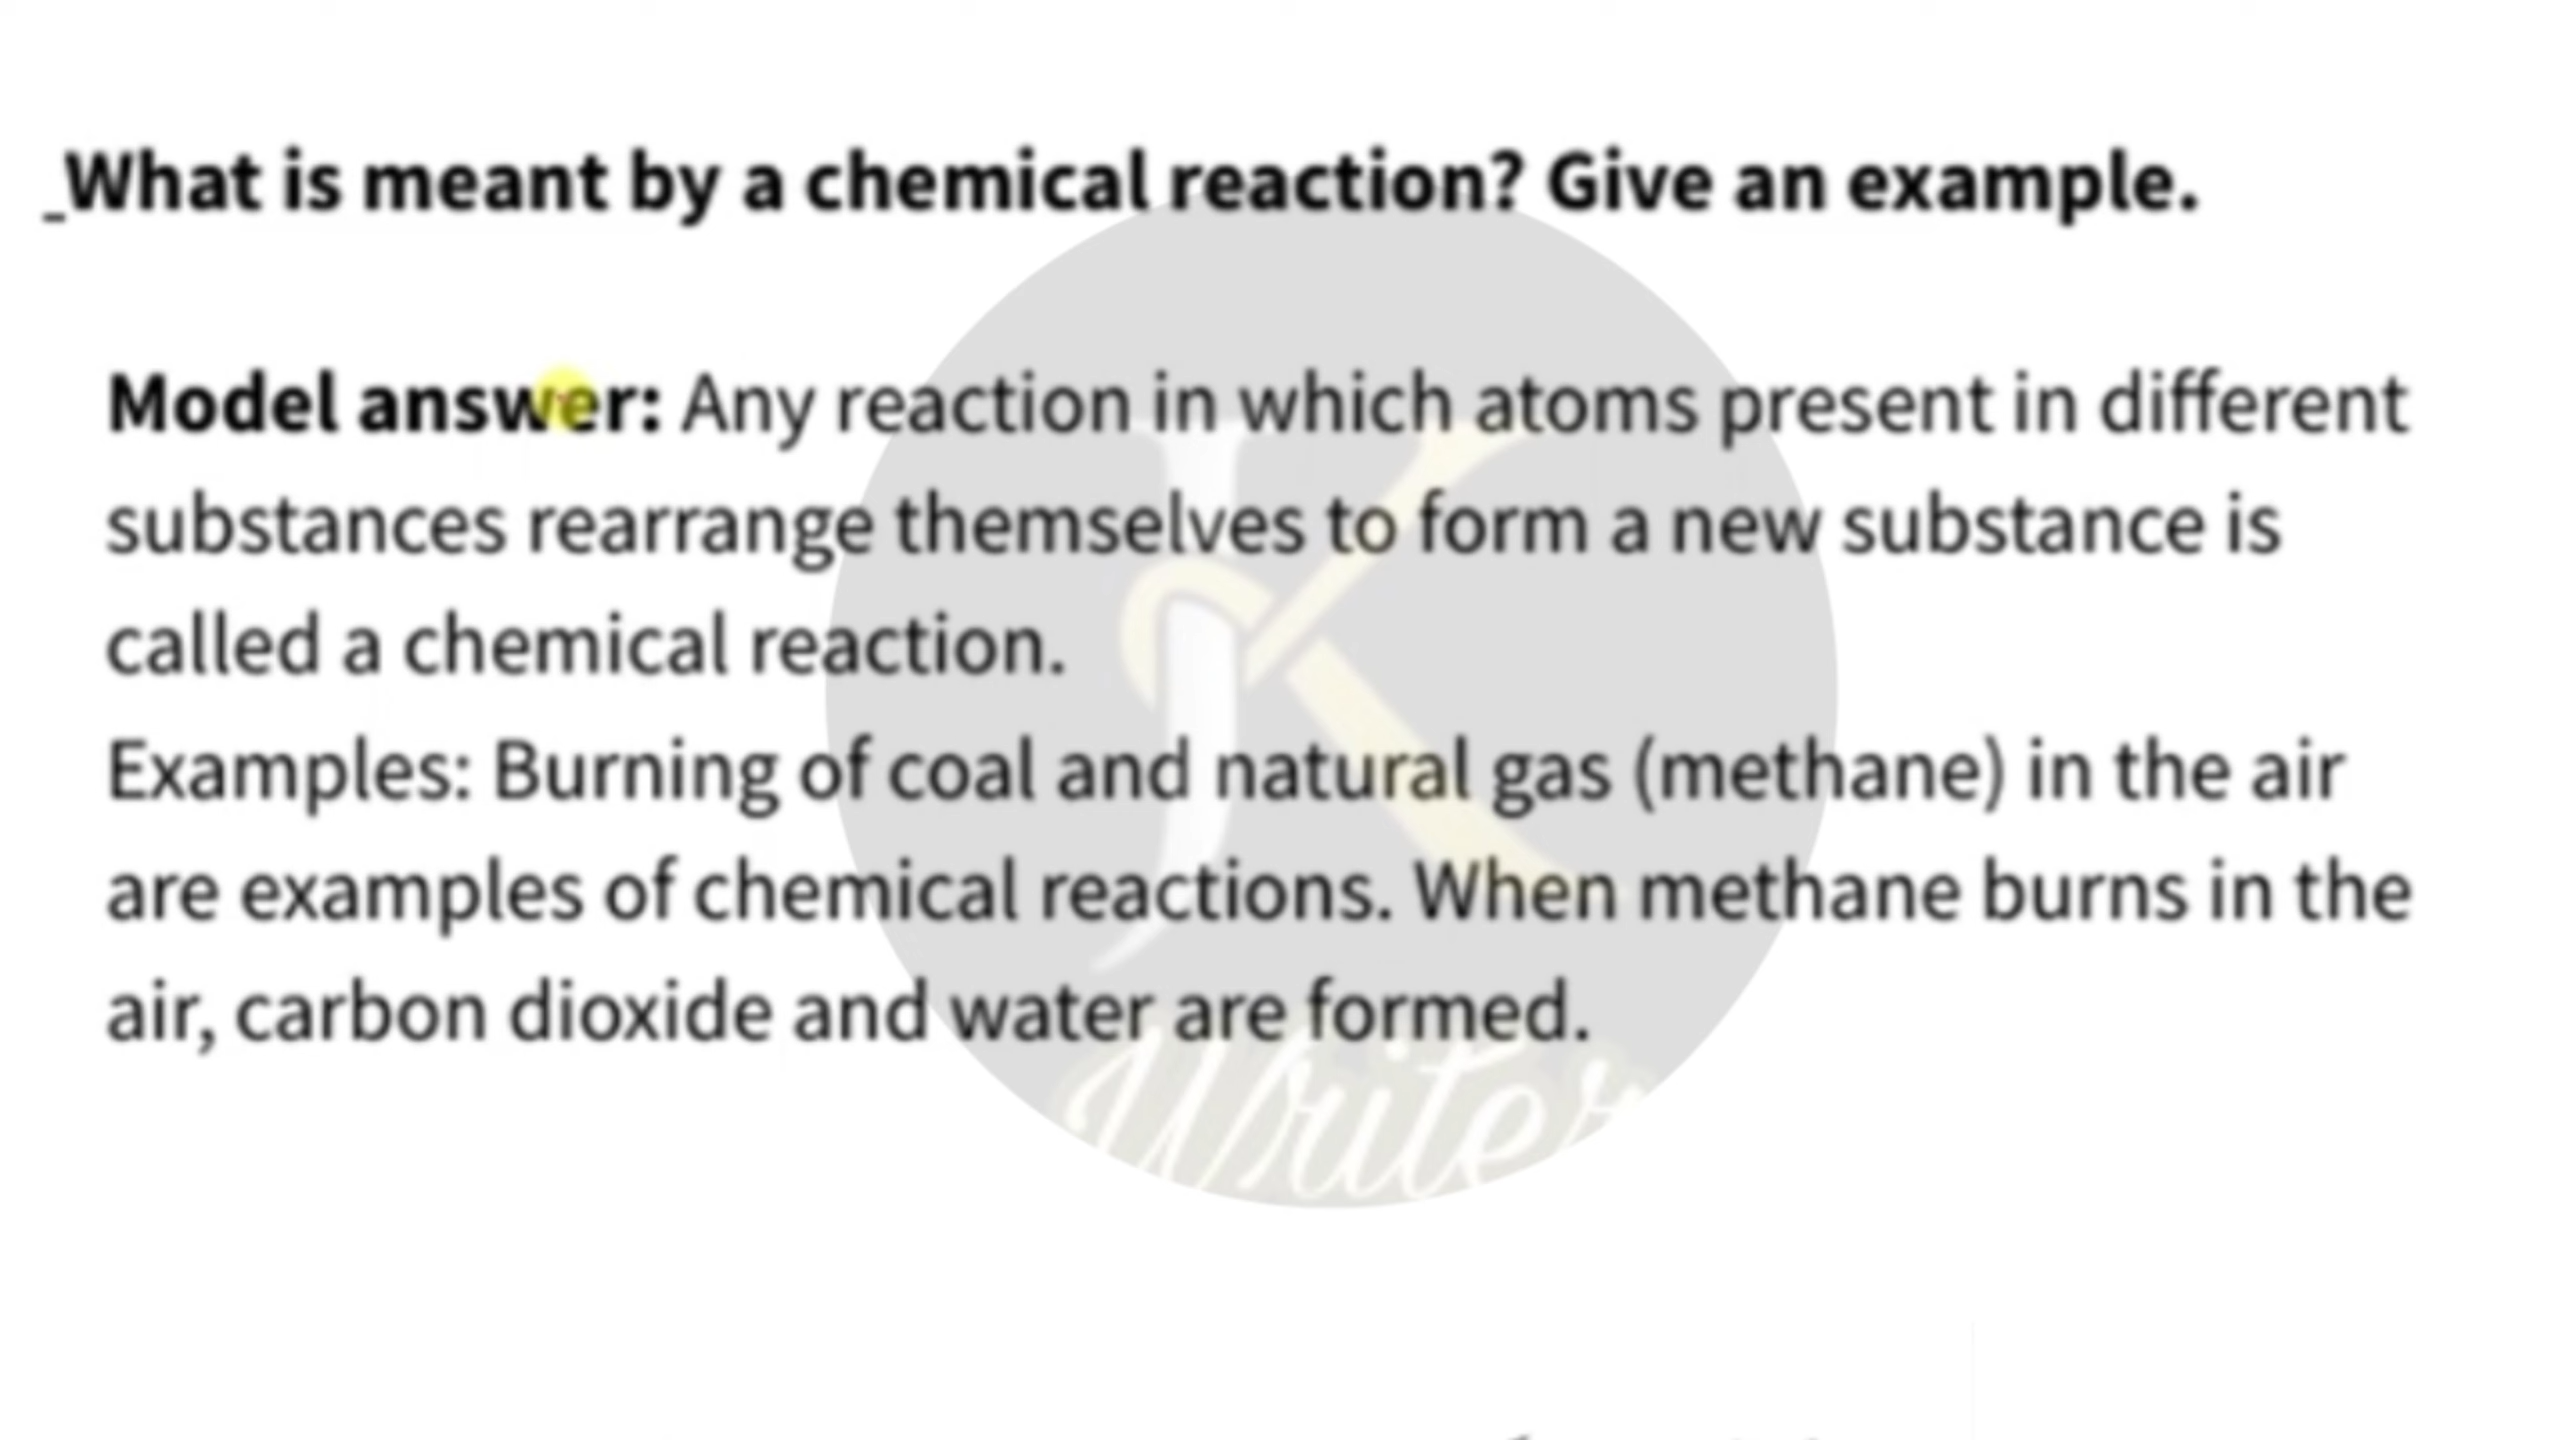 What is meant by a chemical reaction? Give an example.
Model answer: Any reaction in which atoms present in different
substances rearrange themselves to form a new substance is
called a chemical reaction.
Examples: Burning of coal and natural gas (methane) in the air
are examples of chemical reactions. When methane burns in the
air, carbon dioxide and water are formed.
JK
Writer